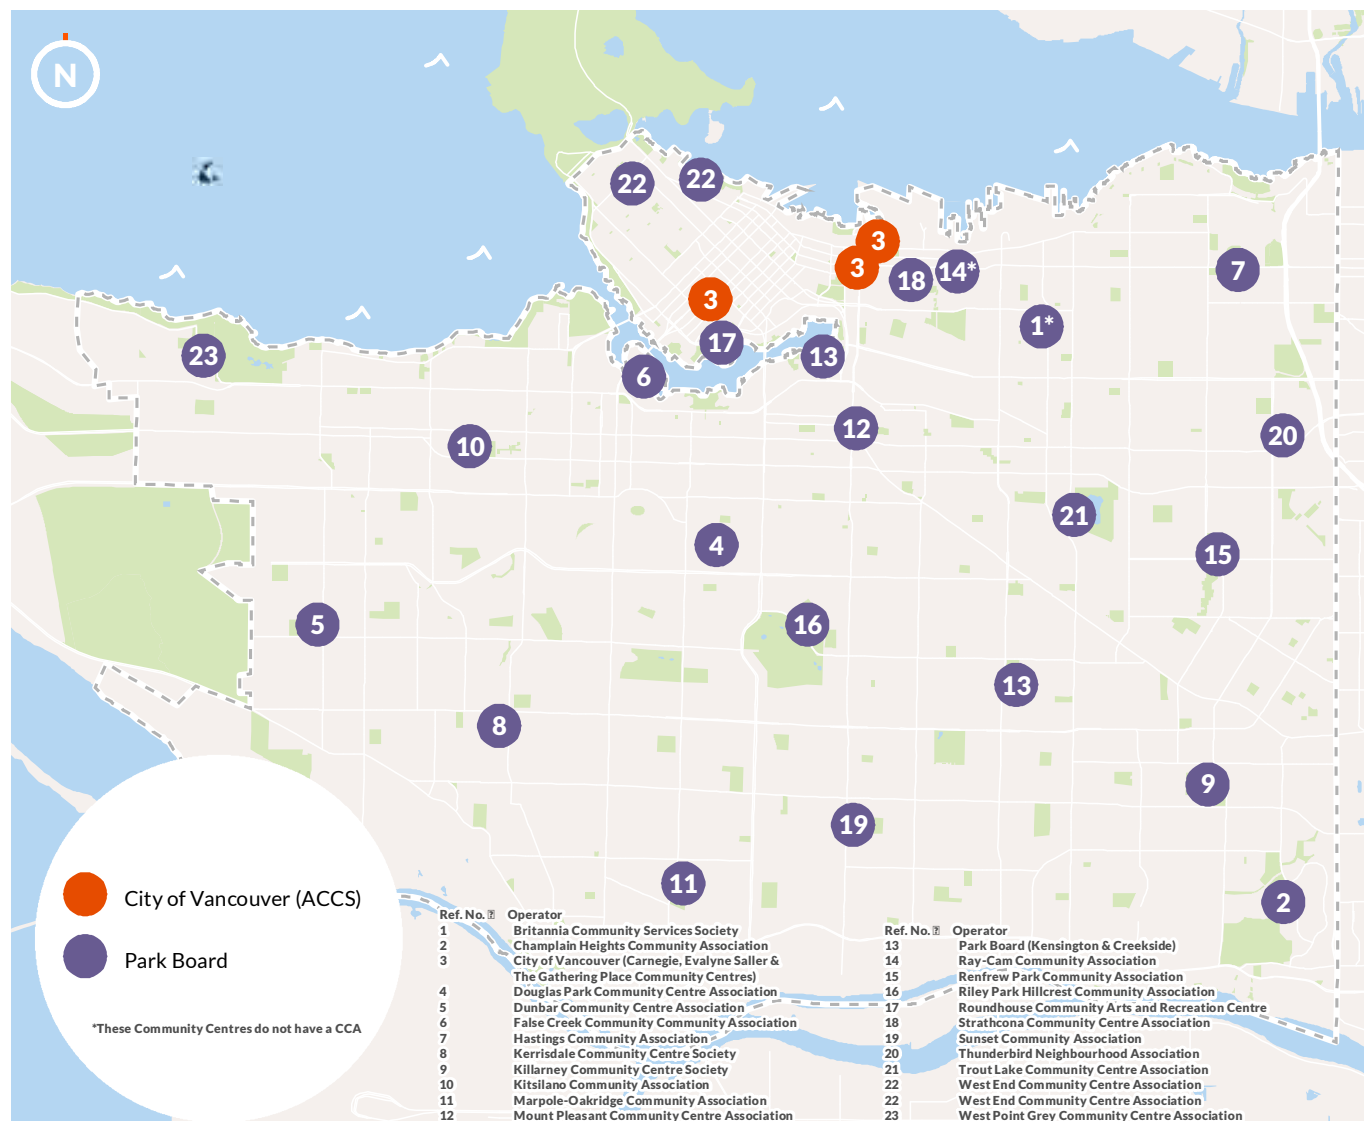 N
22
22
3
3
18
14*
7
3
1*
17
13
23
6
12
20
10
21
4
15
5
16
13
8
9
19
11
2
City of Vancouver (ACCS)
Park Board
*These Community Centres do not have a CCA
Ref. No. Operator
1 Britannia Community Services Society
2 Champlain Heights Community Association
3 City of Vancouver (Carnegie, Evalyne Saller &
The Gathering Place Community Centres)
4 Douglas Park Community Centre Association
5 Dunbar Community Centre Association
6 False Creek Community Community Association
7 Hastings Community Association
8 Kerrisdale Community Centre Society
9 Killarney Community Centre Society
10 Kitsilano Community Association
11 Marpole-Oakridge Community Association
12 Mount Pleasant Community Centre Association
Ref. No. Operator
13 Park Board (Kensington & Creekside)
14 Ray-Cam Community Association
15 Renfrew Park Community Association
16 Riley Park Hillcrest Community Association
17 Roundhouse Community Arts and Recreation Centre
18 Strathcona Community Centre Association
19 Sunset Community Association
20 Thunderbird Neighbourhood Association
21 Trout Lake Community Centre Association
22 West End Community Centre Association
22 West End Community Centre Association
23 West Point Grey Community Centre Association